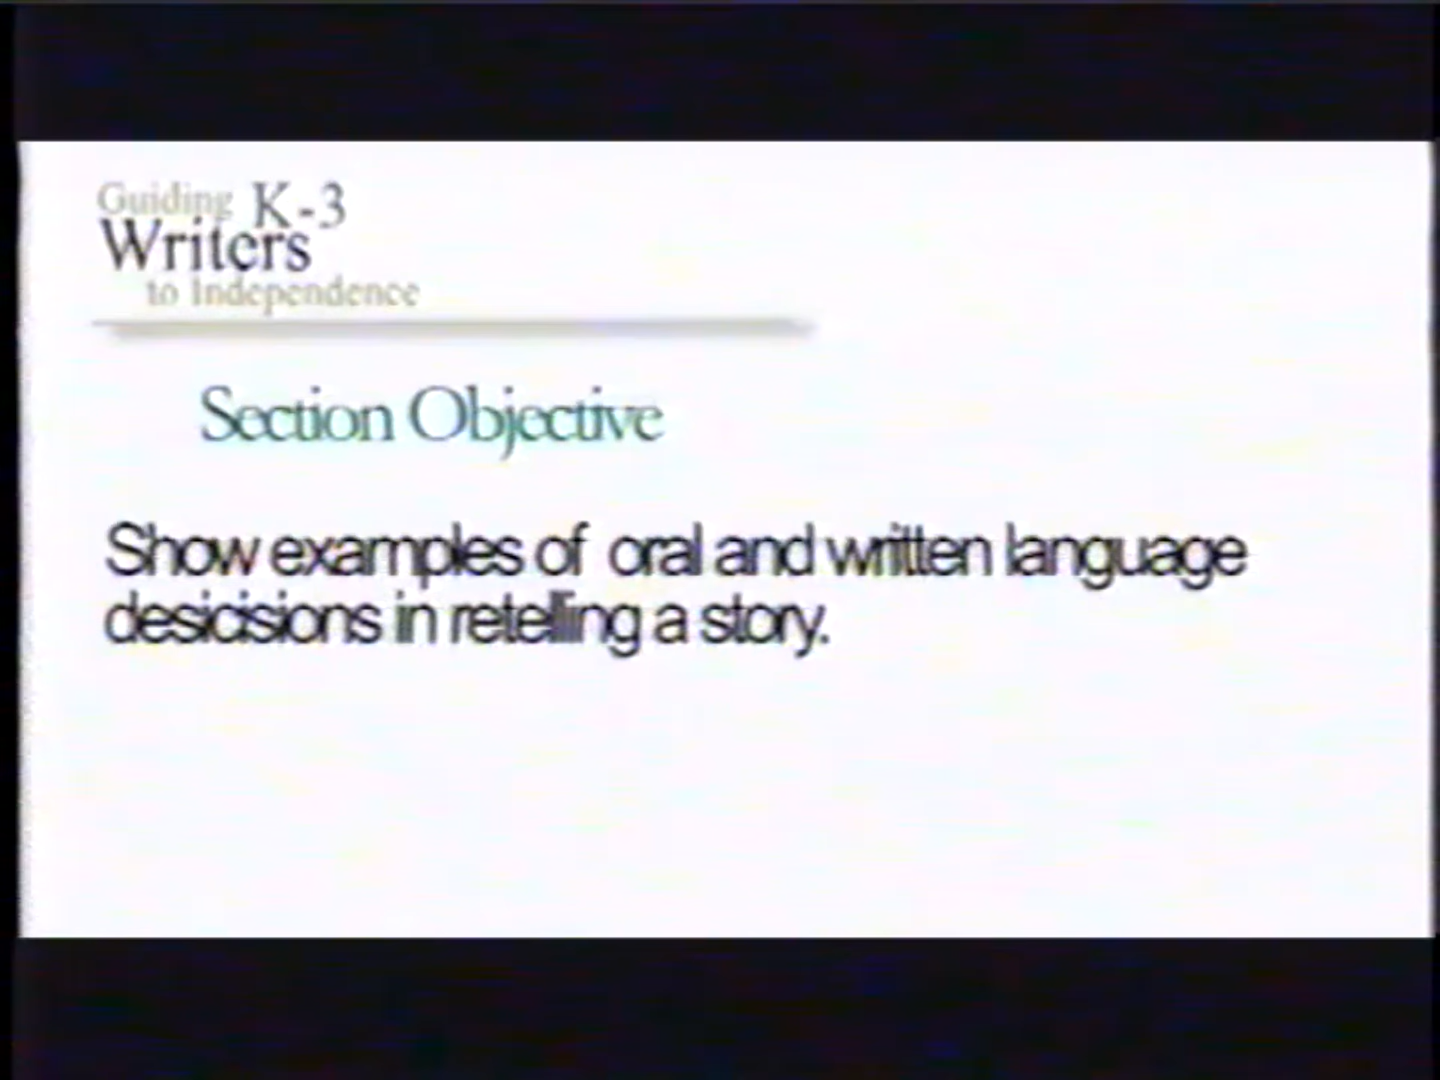 Guiding K-3
Writers
to Independence
Section Objective
Show examples of oral and written language
desicisions in retelling a story.